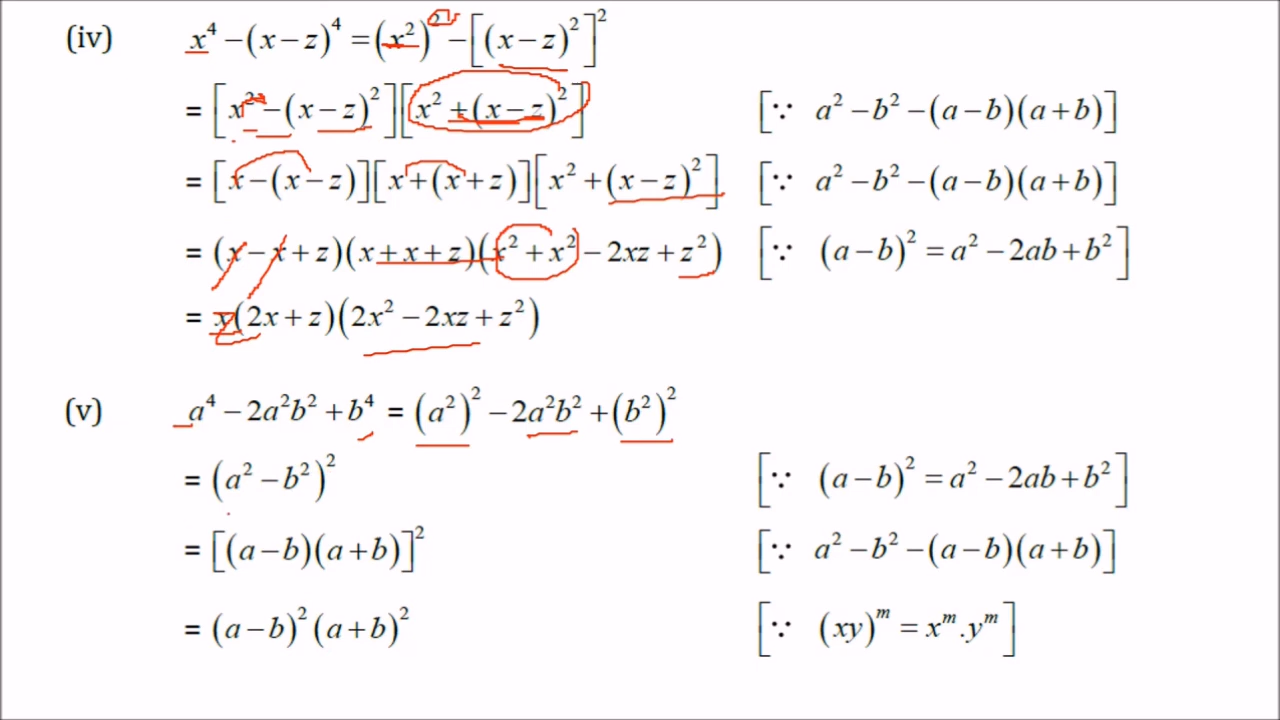 (iv) x⁴ − (x − z)⁴ = (x²)² − [(x − z)²]²
= [x² − (x − z)²][x² + (x − z)²] [∵ a² − b² − (a − b)(a + b)]
= [x − (x − z)][x + (x + z)][x² + (x − z)²] [∵ a² − b² − (a − b)(a + b)]
= (x − x + z)(x + x + z)(x² + x² − 2xz + z²) [∵ (a − b)² = a² − 2ab + b²]
= x(2x + z)(2x² − 2xz + z²)
(v) a⁴ − 2a²b² + b⁴ = (a²)² − 2a²b² + (b²)²
= (a² − b²)² [∵ (a − b)² = a² − 2ab + b²]
= [(a − b)(a + b)]² [∵ a² − b² − (a − b)(a + b)]
= (a − b)² (a + b)² [∵ (xy)ᵐ = xᵐ.yᵐ]